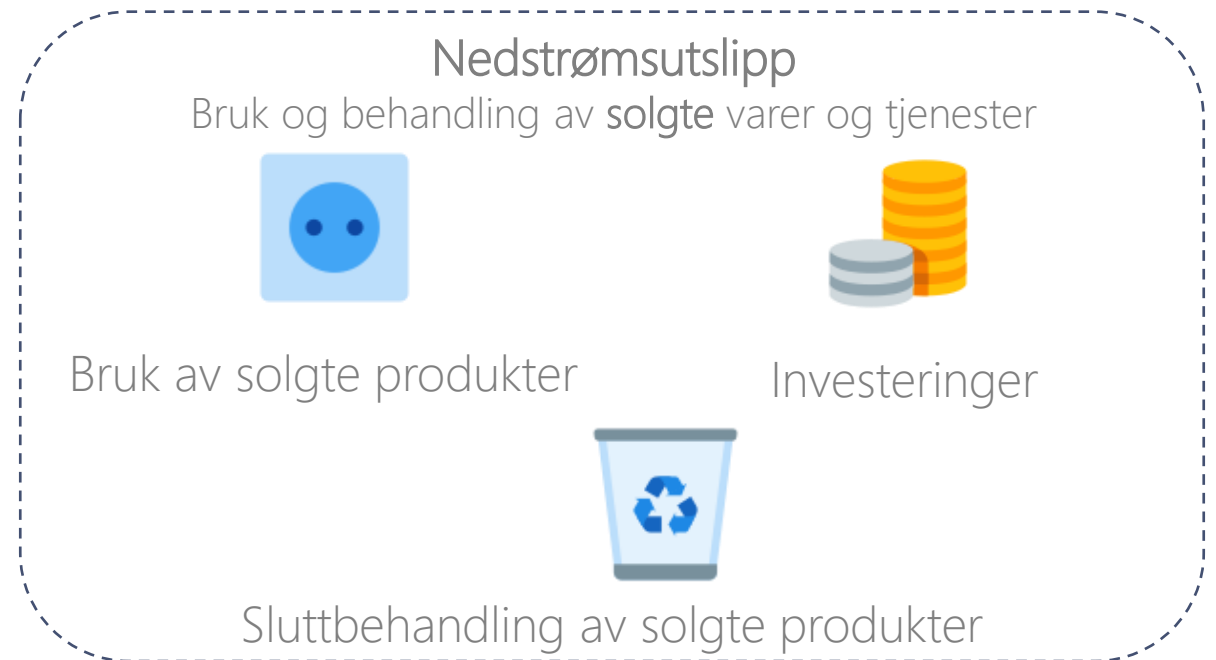 Nedstrømsutslipp
Bruk og behandling av solgte varer og tjenester
Bruk av solgte produkter
Investeringer
Sluttbehandling av solgte produkter